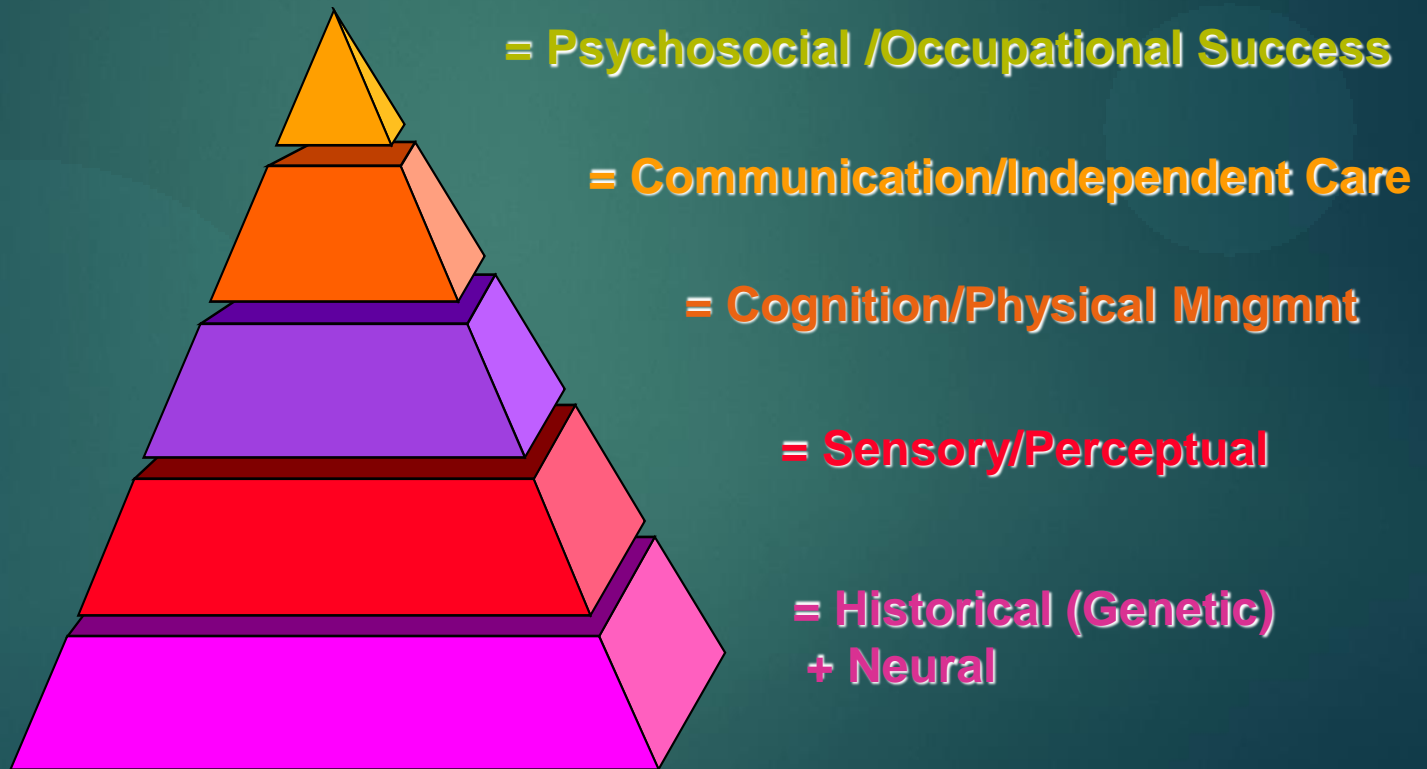 = Psychosocial /Occupational Success
= Communication/Independent Care
= Cognition/Physical Mngmnt
= Sensory/Perceptual
= Historical (Genetic)
+ Neural